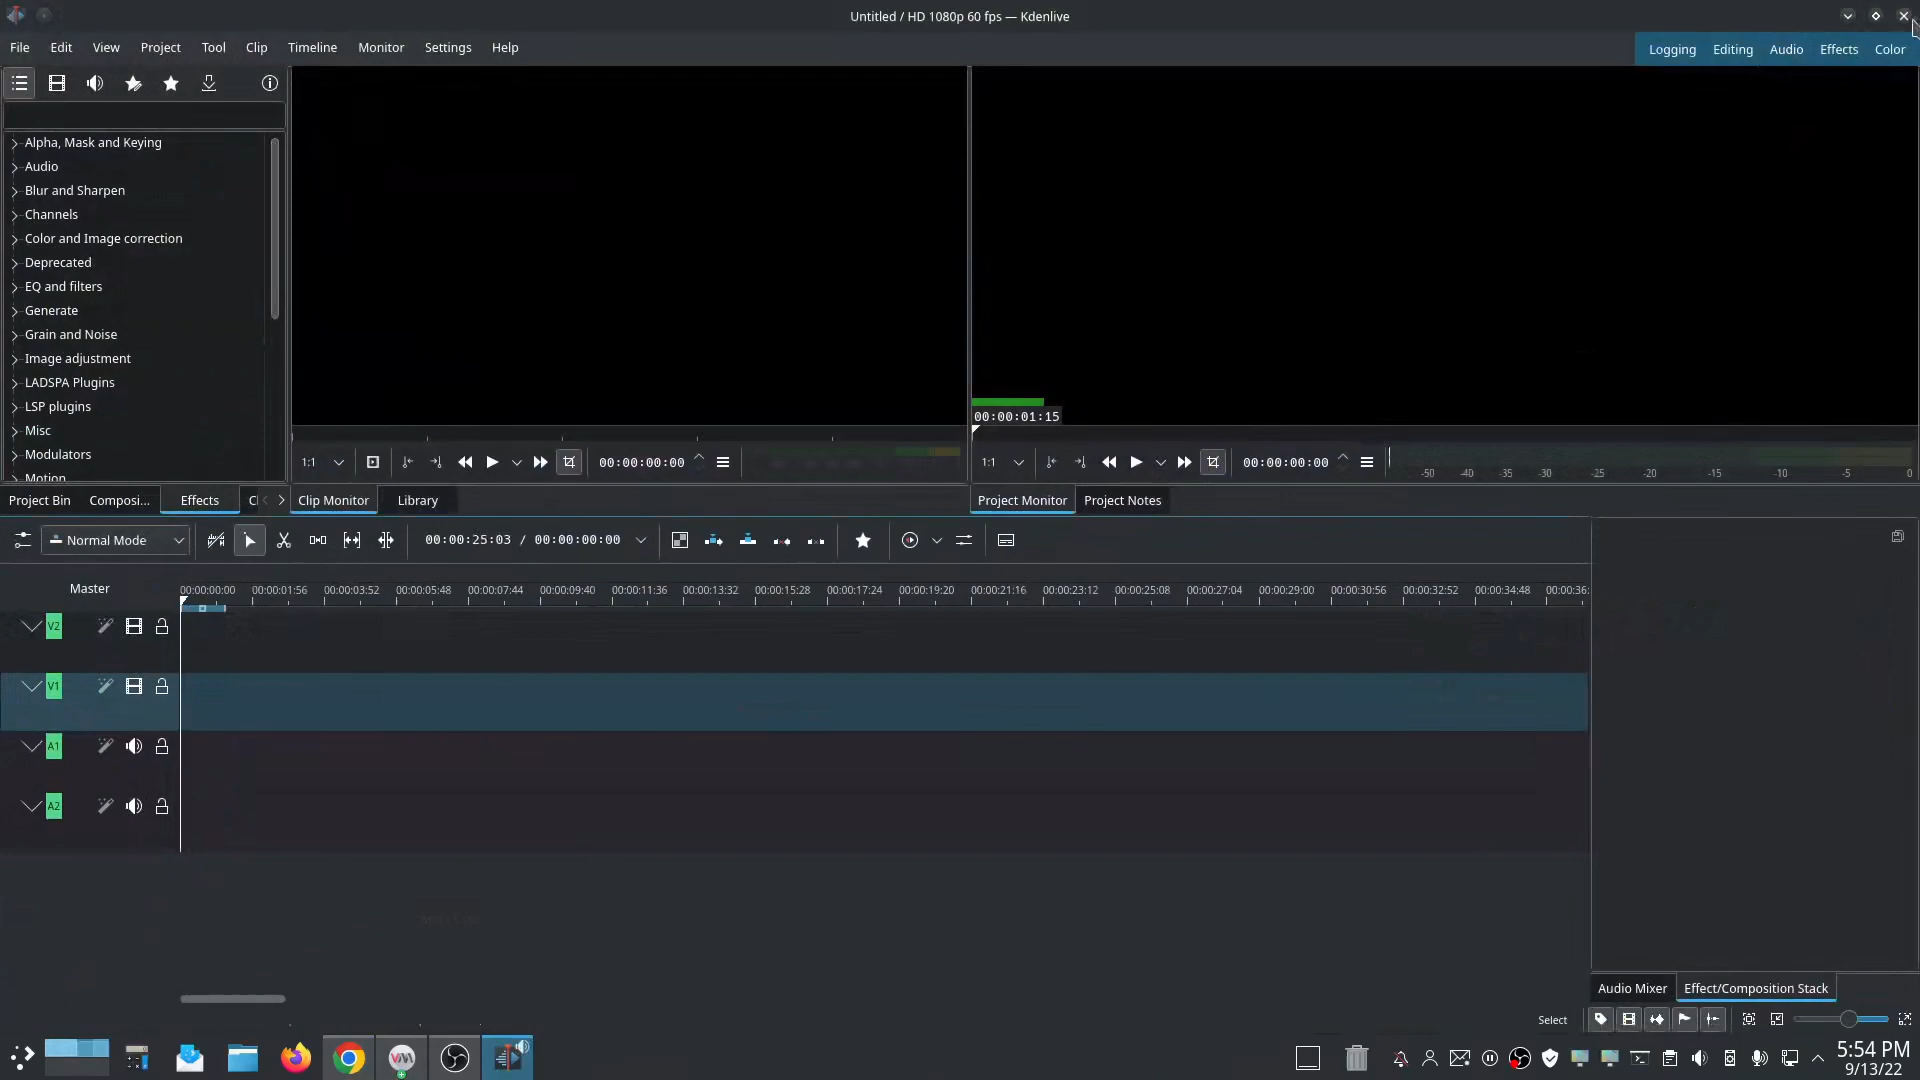 Untitled / HD 1080p 60 fps — Kdenlive
File Edit View Project Tool Clip Timeline Monitor Settings Help
Logging Editing Audio Effects Color
Alpha, Mask and Keying
Audio
Blur and Sharpen
Channels
Color and Image correction
Deprecated
EQ and filters
Generate
Grain and Noise
Image adjustment
LADSPA Plugins
LSP plugins
Misc
Modulators
Motion
00:00:01:15
1:1 00:00:00:00
1:1 00:00:00:00
-50 -40 -35 -30 -25 -20 -15 -10 -5 0
Project Bin Composi... Effects Cl
Clip Monitor Library
Project Monitor Project Notes
Normal Mode 00:00:25:03 / 00:00:00:00
Master
00:00:00:00 00:00:01:56 00:00:03:52 00:00:05:48 00:00:07:44 00:00:09:40 00:00:11:36 00:00:13:32 00:00:15:28 00:00:17:24 00:00:19:20 00:00:21:16 00:00:23:12 00:00:25:08 00:00:27:04 00:00:29:00 00:00:30:56 00:00:32:52 00:00:34:48 00:00:36:
V2
V1
A1
A2
Audio Mixer Effect/Composition Stack
Select
5:54 PM
9/13/22